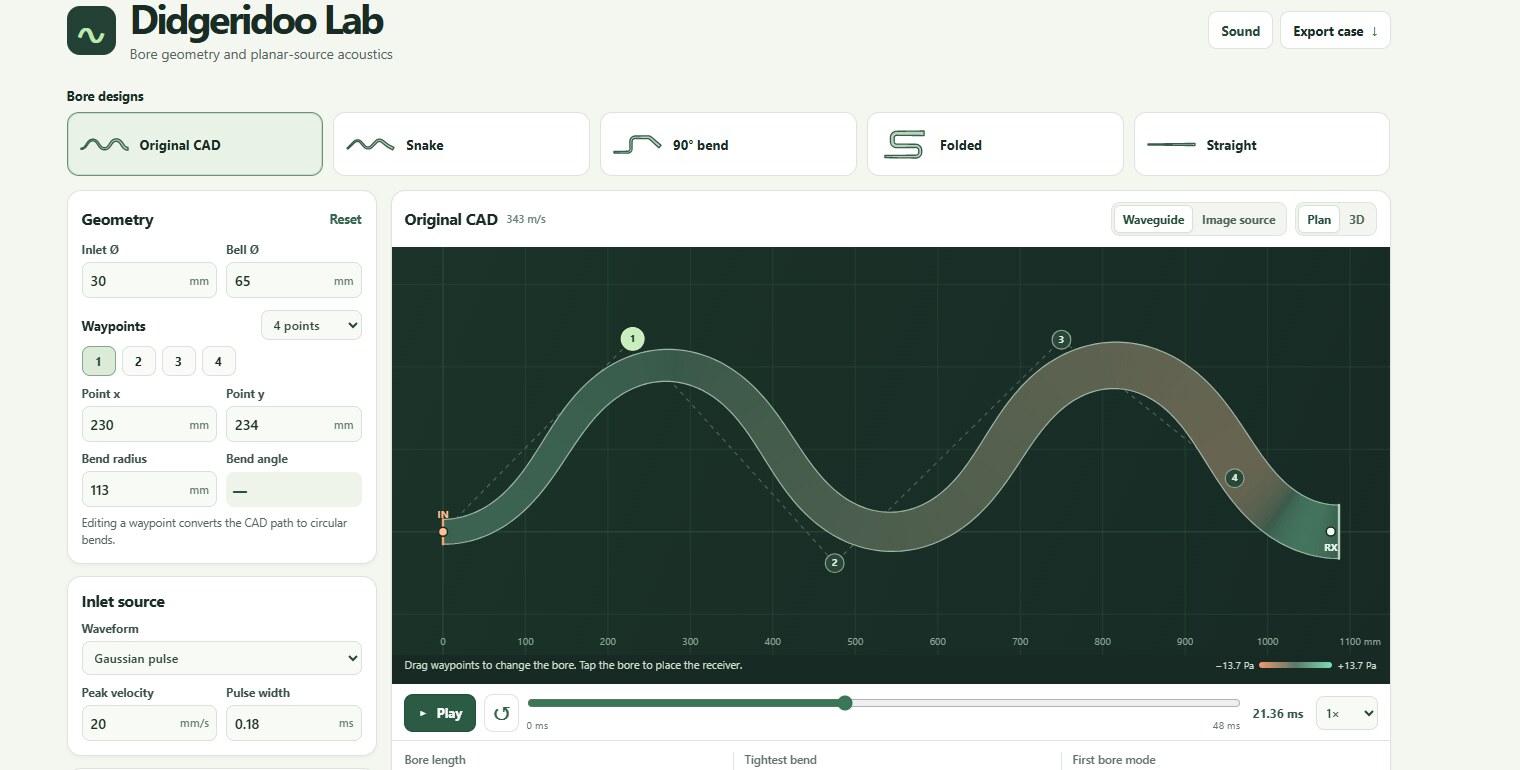 Didgeridoo Lab
Bore geometry and planar-source acoustics
Sound
Export case ↓
Bore designs
Original CAD
Snake
90° bend
Folded
Straight
Geometry
Reset
Inlet Ø
Bell Ø
30 mm
65 mm
Waypoints
4 points
1
2
3
4
Point x
Point y
230 mm
234 mm
Bend radius
Bend angle
113 mm
—
Editing a waypoint converts the CAD path to circular
bends.
Inlet source
Waveform
Gaussian pulse
Peak velocity
Pulse width
20 mm/s
0.18 ms
Original CAD 343 m/s
Waveguide
Image source
Plan
3D
1
3
4
IN
RX
2
0
100
200
300
400
500
600
700
800
900
1000
1100 mm
Drag waypoints to change the bore. Tap the bore to place the receiver.
−13.7 Pa
+13.7 Pa
Play
0 ms
48 ms
21.36 ms
1×
Bore length
Tightest bend
First bore mode